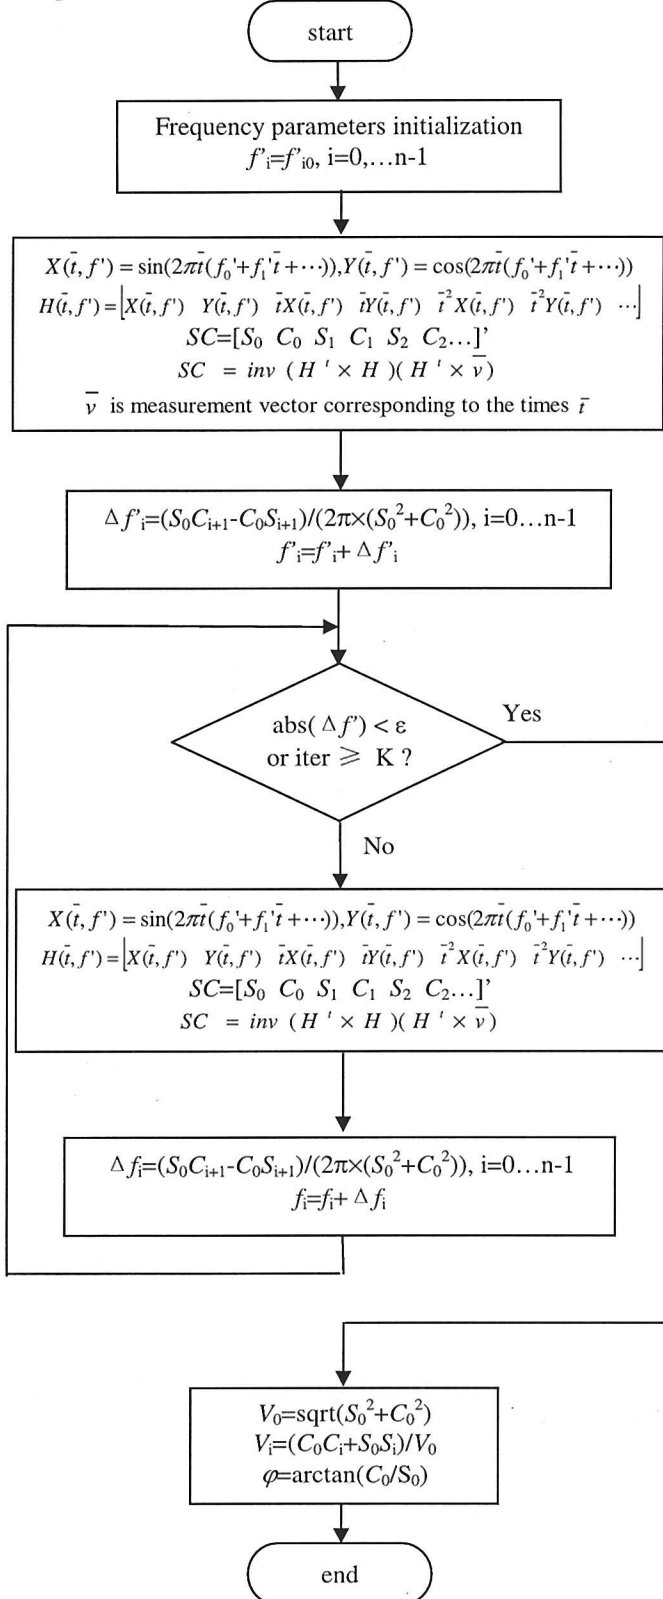 start
Frequency parameters initialization
f'i=f'i0, i=0,…n-1
X(t̄, f') = sin(2πt̄(f0'+f1't̄ + ⋯)),Y(t̄, f') = cos(2πt̄(f0'+f1't̄ + ⋯))
H(t̄, f') = ⌊X(t̄, f') Y(t̄, f') t̄X(t̄, f') t̄Y(t̄, f') t̄²X(t̄, f') t̄²Y(t̄, f') ⋯⌋
SC=[S0 C0 S1 C1 S2 C2…]’
SC = inv (H ' × H )( H ' × v̄)
v̄ is measurement vector corresponding to the times t̄
Δf'i=(S0Ci+1-C0Si+1)/(2π×(S0²+C0²)), i=0…n-1
f'i=f'i+ Δf'i
abs(Δf') < ε
or iter ⩾ K ?
Yes
No
X(t̄, f') = sin(2πt̄(f0'+f1't̄ + ⋯)),Y(t̄, f') = cos(2πt̄(f0'+f1't̄ + ⋯))
H(t̄, f') = ⌊X(t̄, f') Y(t̄, f') t̄X(t̄, f') t̄Y(t̄, f') t̄²X(t̄, f') t̄²Y(t̄, f') ⋯⌋
SC=[S0 C0 S1 C1 S2 C2…]’
SC = inv (H ' × H )( H ' × v̄)
Δfi=(S0Ci+1-C0Si+1)/(2π×(S0²+C0²)), i=0…n-1
fi=fi+ Δfi
V0=sqrt(S0²+C0²)
Vi=(C0Ci+S0Si)/V0
φ=arctan(C0/S0)
end